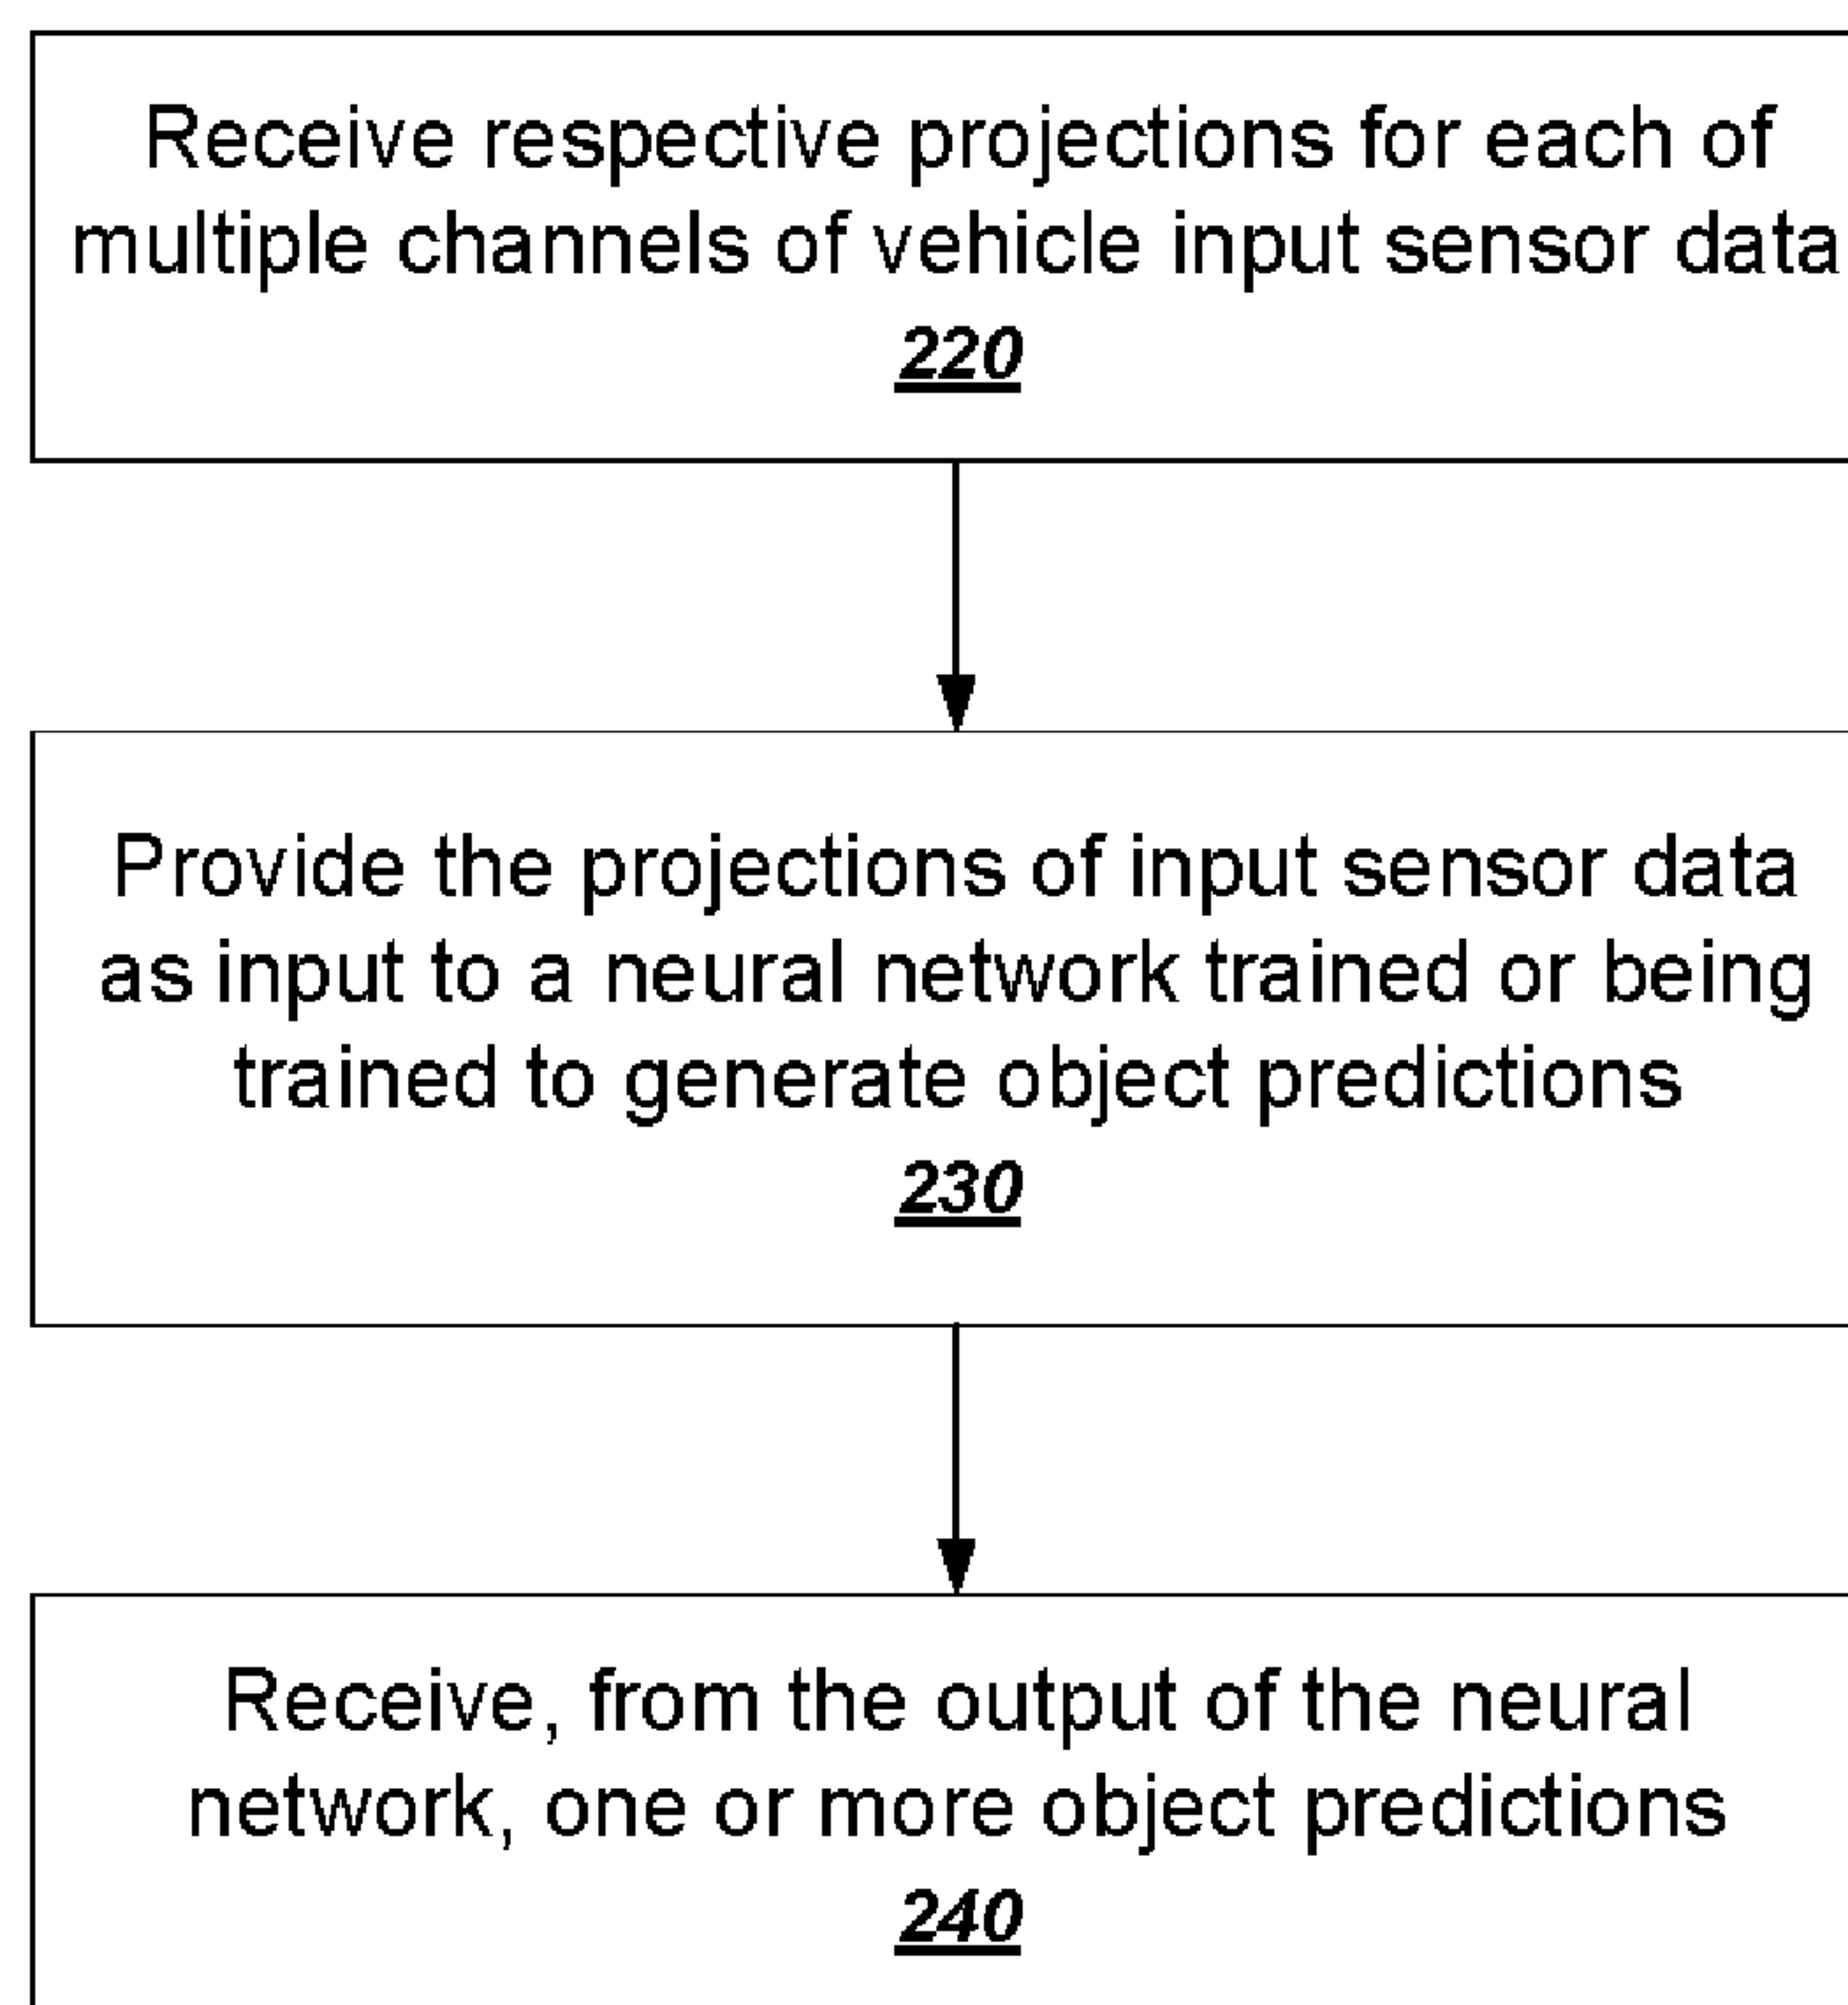 Receive respective projections for each of
multiple channels of vehicle input sensor data
220
Provide the projections of input sensor data
as input to a neural network trained or being
trained to generate object predictions
230
Receive, from the output of the neural
network, one or more object predictions
240